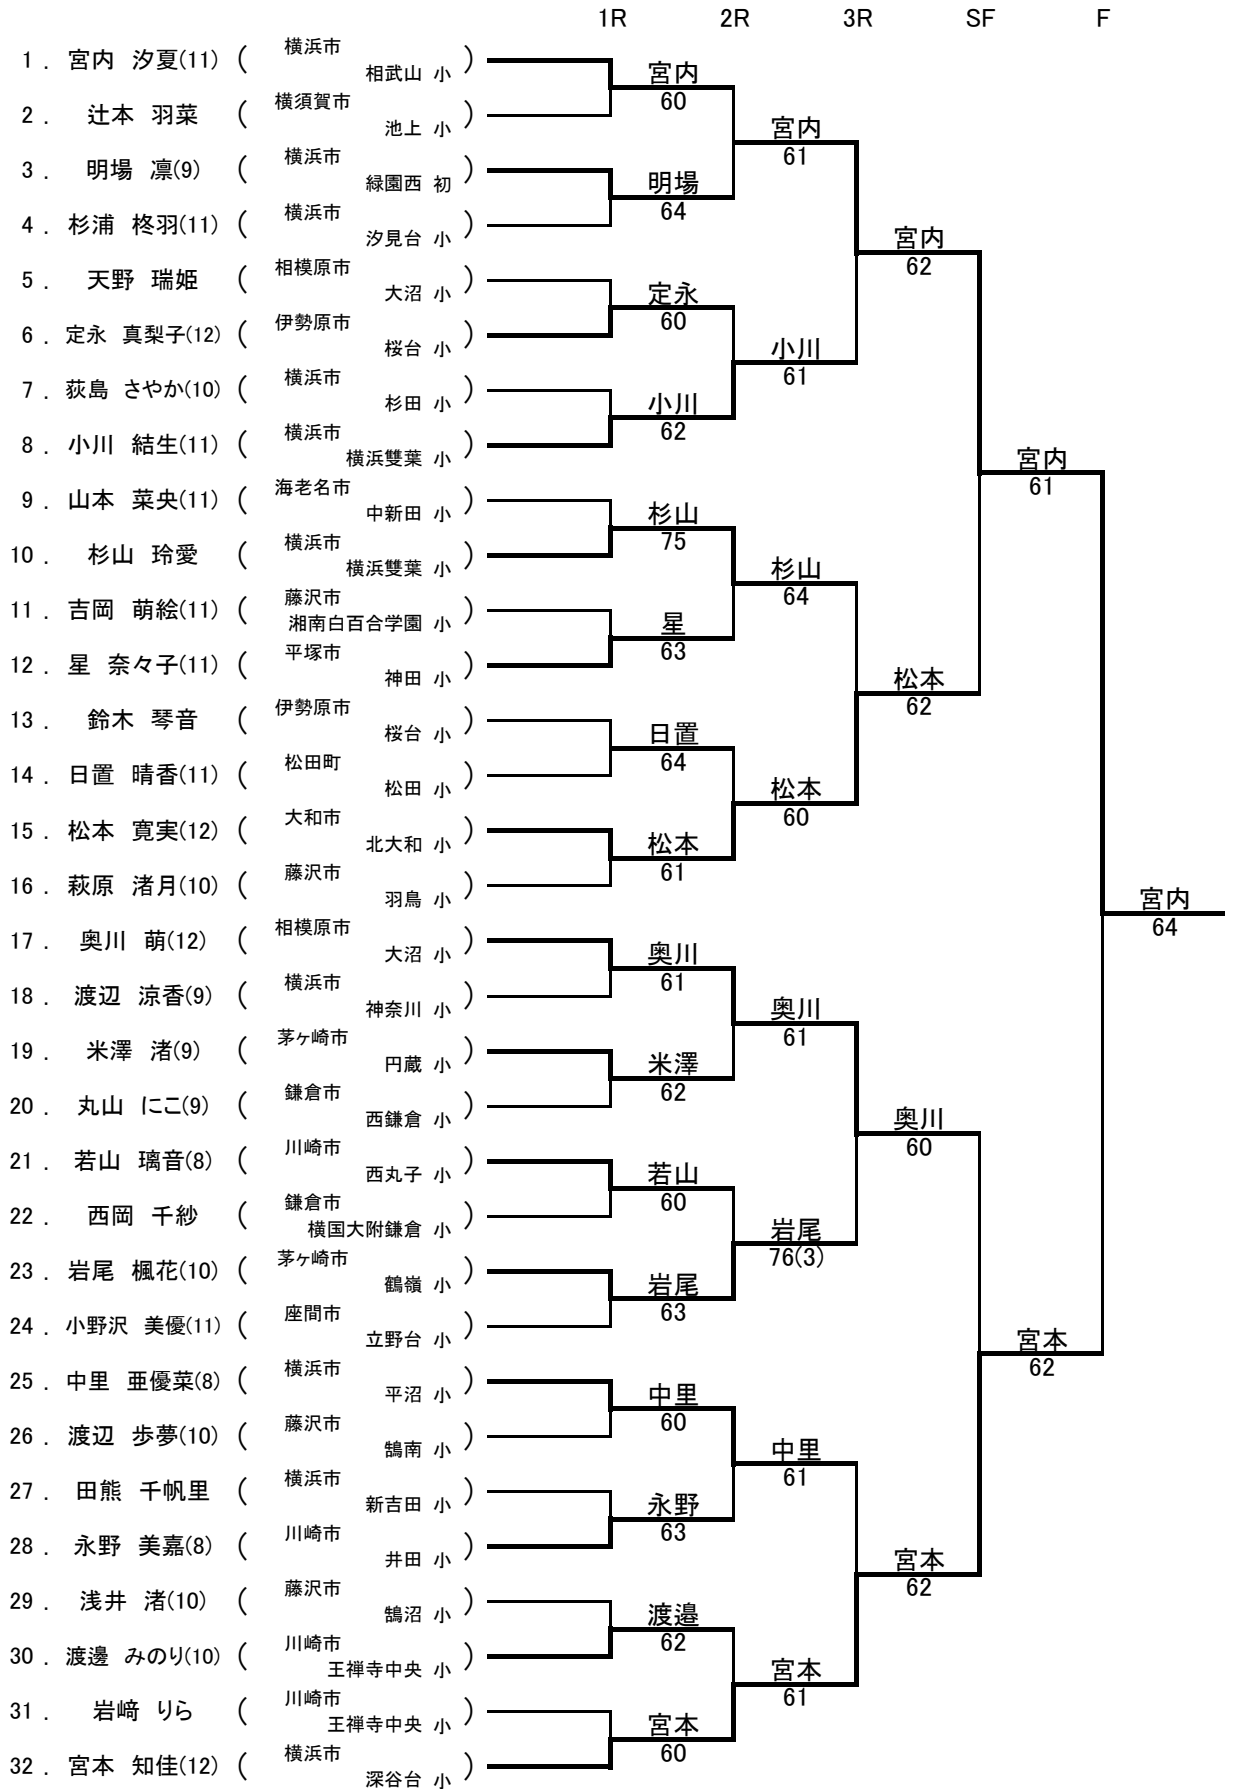 1R 2R 3R SF F
1 . 宮内 汐夏(11) ( 横浜市 相武山 小 )
宮内
60
2 . 辻本 羽菜 ( 横須賀市 池上 小 )
宮内
61
3 . 明場 凛(9) ( 横浜市 緑園西 初 )
明場
64
4 . 杉浦 柊羽(11) ( 横浜市 汐見台 小 )
宮内
62
5 . 天野 瑞姫 ( 相模原市 大沼 小 )
定永
60
6 . 定永 真梨子(12) ( 伊勢原市 桜台 小 )
小川
61
7 . 荻島 さやか(10) ( 横浜市 杉田 小 )
小川
62
8 . 小川 結生(11) ( 横浜市 横浜雙葉 小 )
宮内
61
9 . 山本 菜央(11) ( 海老名市 中新田 小 )
杉山
75
10 . 杉山 玲愛 ( 横浜市 横浜雙葉 小 )
杉山
64
11 . 吉岡 萌絵(11) ( 藤沢市 湘南白百合学園 小 )
星
63
12 . 星 奈々子(11) ( 平塚市 神田 小 )
松本
62
13 . 鈴木 琴音 ( 伊勢原市 桜台 小 )
日置
64
14 . 日置 晴香(11) ( 松田町 松田 小 )
松本
60
15 . 松本 寛実(12) ( 大和市 北大和 小 )
松本
61
16 . 萩原 渚月(10) ( 藤沢市 羽鳥 小 )
宮内
64
17 . 奥川 萌(12) ( 相模原市 大沼 小 )
奥川
61
18 . 渡辺 涼香(9) ( 横浜市 神奈川 小 )
奥川
61
19 . 米澤 渚(9) ( 茅ヶ崎市 円蔵 小 )
米澤
62
20 . 丸山 にこ(9) ( 鎌倉市 西鎌倉 小 )
奥川
60
21 . 若山 璃音(8) ( 川崎市 西丸子 小 )
若山
60
22 . 西岡 千紗 ( 鎌倉市 横国大附鎌倉 小 )
岩尾
76(3)
23 . 岩尾 楓花(10) ( 茅ヶ崎市 鶴嶺 小 )
岩尾
63
24 . 小野沢 美優(11) ( 座間市 立野台 小 )
宮本
62
25 . 中里 亜優菜(8) ( 横浜市 平沼 小 )
中里
60
26 . 渡辺 歩夢(10) ( 藤沢市 鵠南 小 )
中里
61
27 . 田熊 千帆里 ( 横浜市 新吉田 小 )
永野
63
28 . 永野 美嘉(8) ( 川崎市 井田 小 )
宮本
62
29 . 浅井 渚(10) ( 藤沢市 鵠沼 小 )
渡邉
62
30 . 渡邊 みのり(10) ( 川崎市 王禅寺中央 小 )
宮本
61
31 . 岩﨑 りら ( 川崎市 王禅寺中央 小 )
宮本
60
32 . 宮本 知佳(12) ( 横浜市 深谷台 小 )